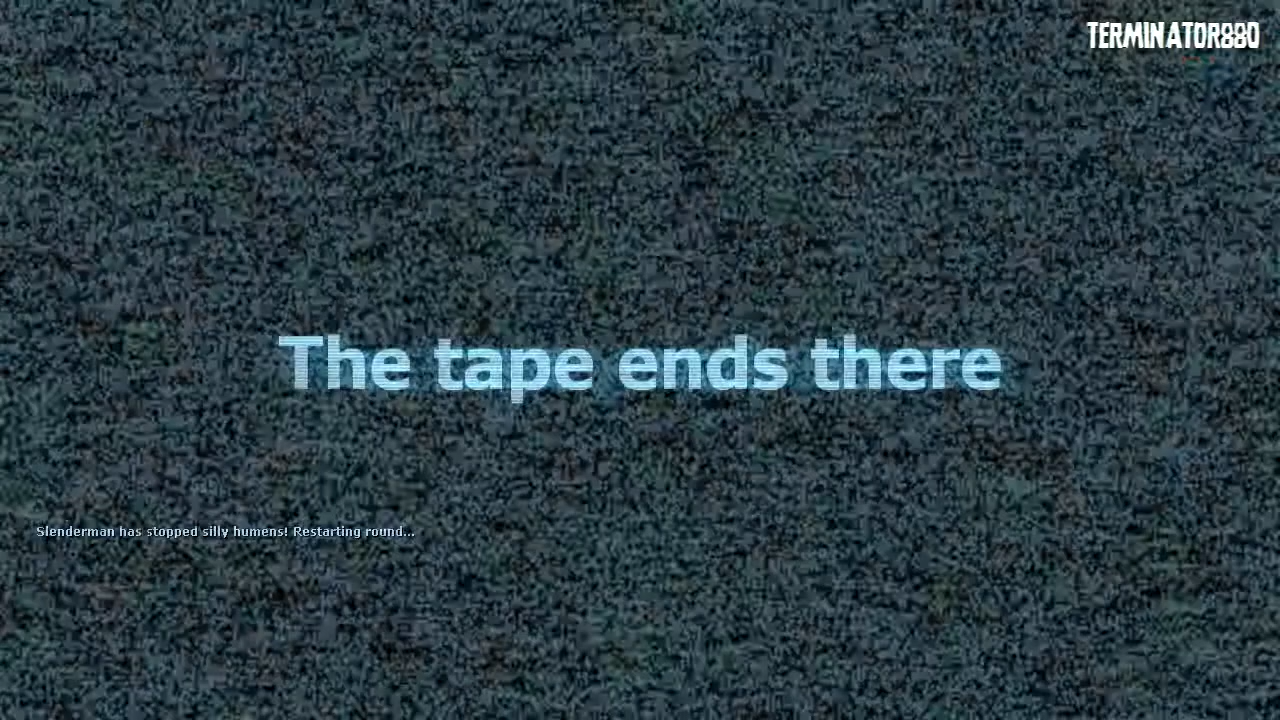 TERMINATOR880
The tape ends there
Slenderman has stopped silly humens! Restarting round...